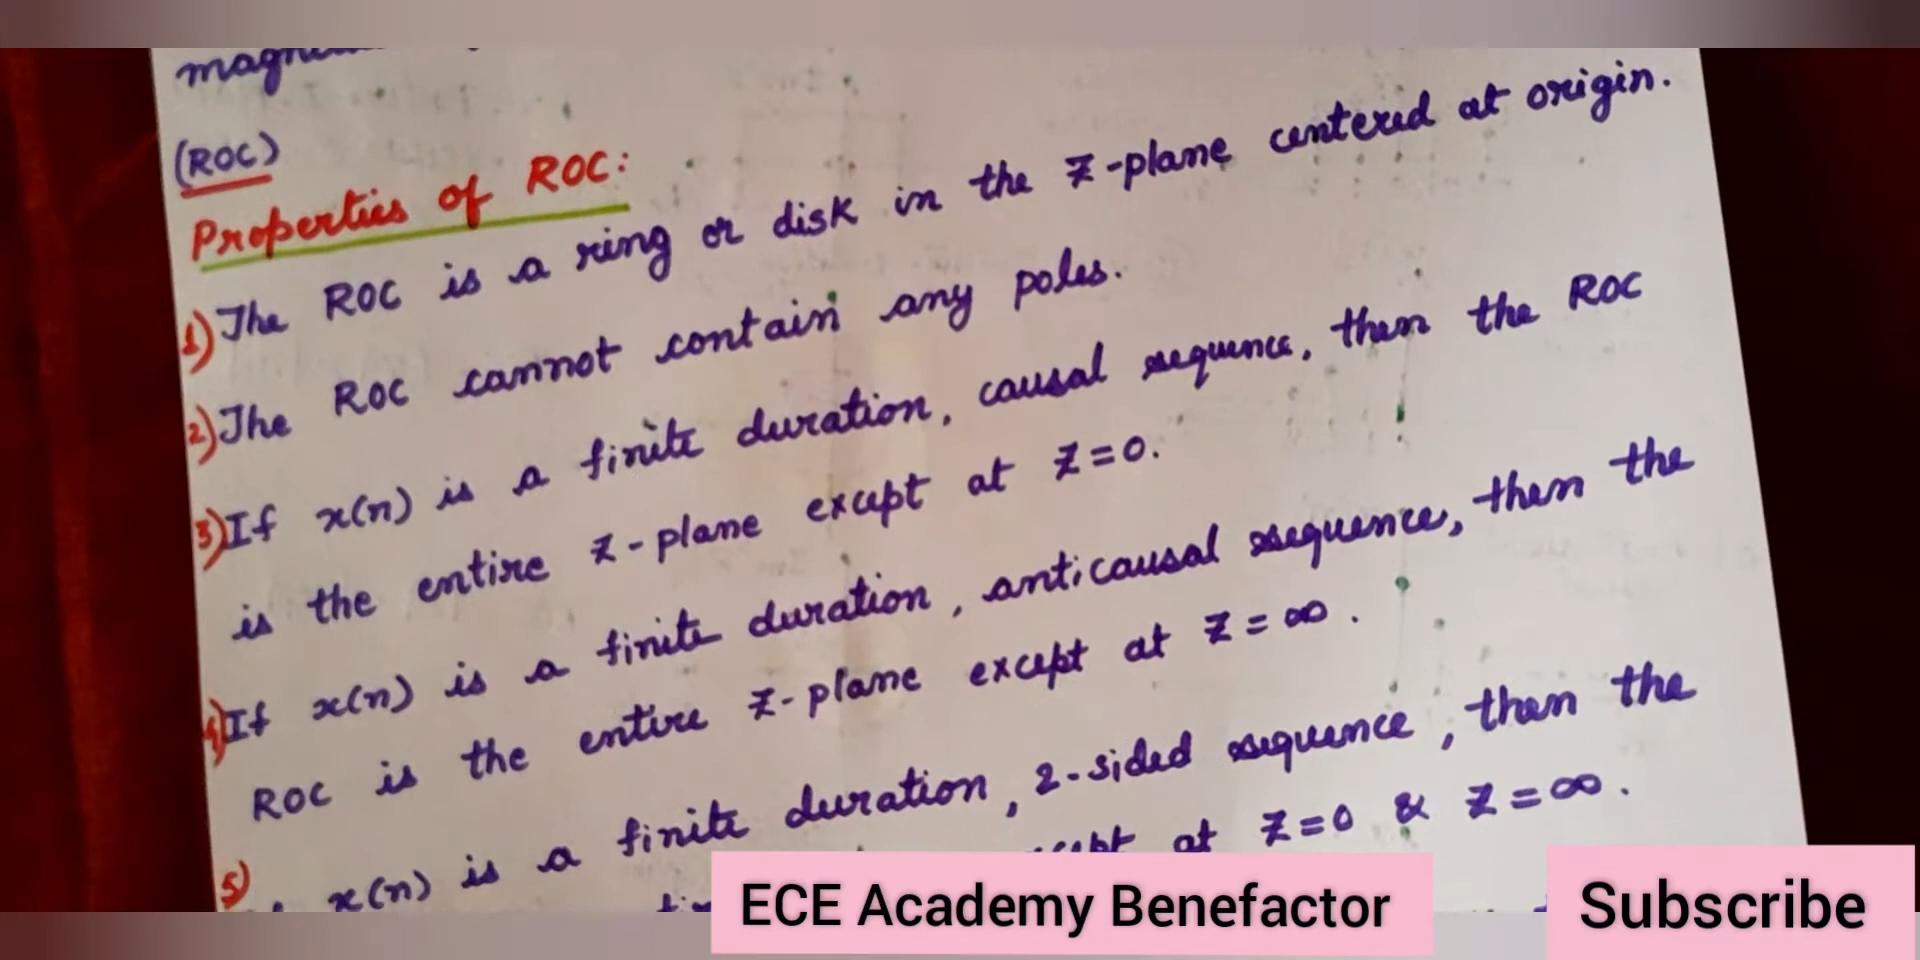 (ROC)
Properties of ROC:
1) The ROC is a ring or disk in the Z-plane centered at origin.
2) The ROC cannot contain any poles.
3) If x(n) is a finite duration, causal sequence, then the ROC
is the entire Z-plane except at Z=0.
4) If x(n) is a finite duration, anticausal sequence, then the
ROC is the entire Z-plane except at Z=∞.
5) x(n) is a finite duration, 2-sided sequence, then the
at Z=0 & Z=∞.
ECE Academy Benefactor
Subscribe